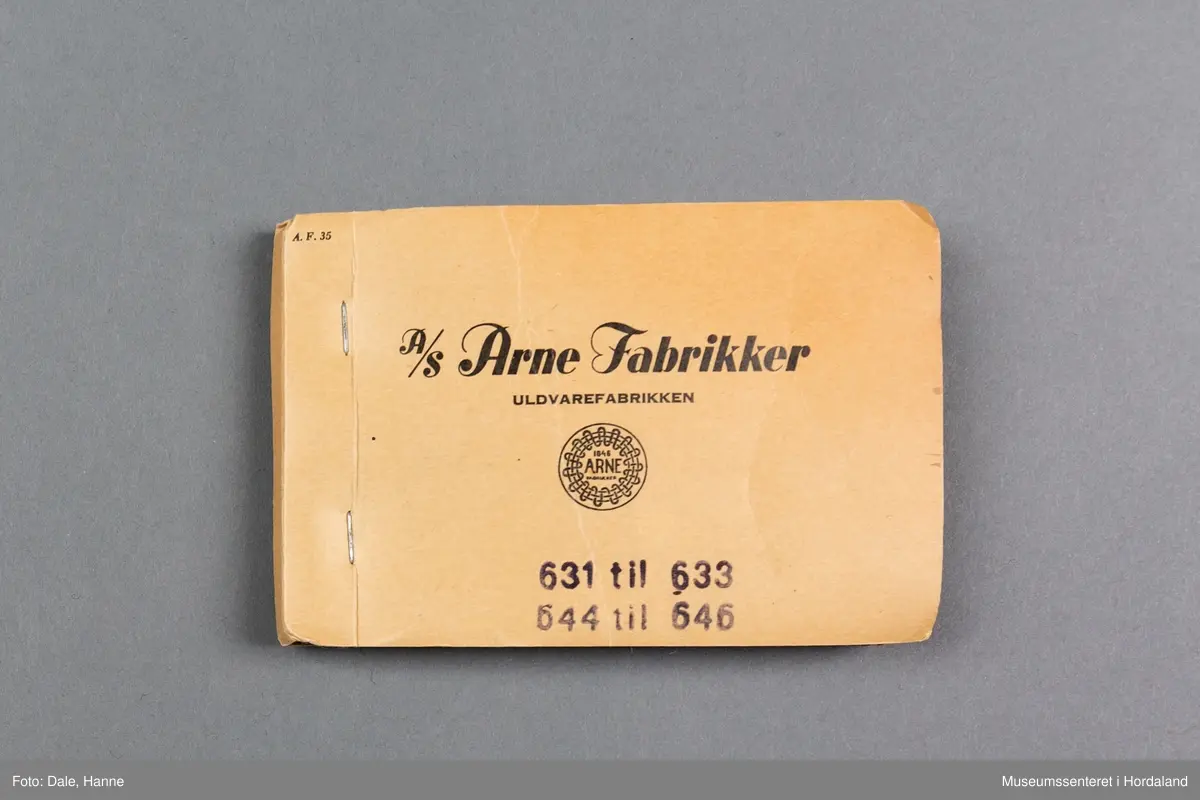 A. F. 35
A/s Arne Fabrikker
ULDVAREFABRIKKEN
1846
ARNE
FABRIKKER
631 til 633
644 til 646
Foto: Dale, Hanne
Museumssenteret i Hordaland